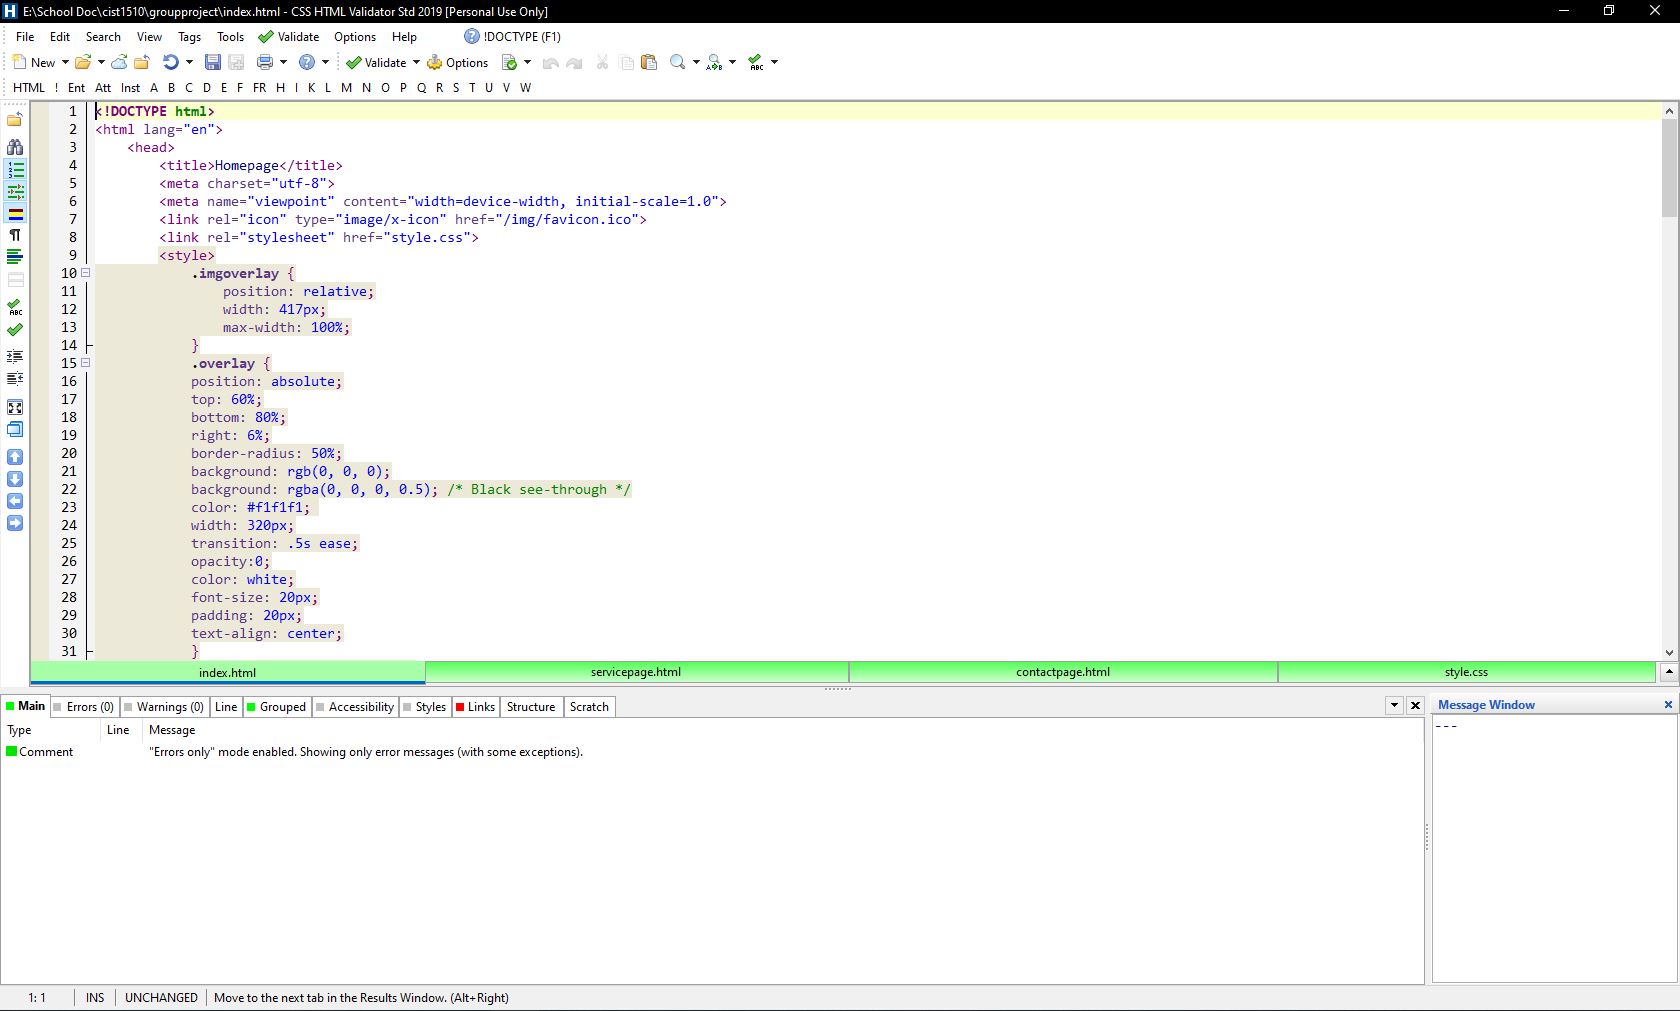 E:\School Doc\cist1510\groupproject\index.html - CSS HTML Validator Std 2019 [Personal Use Only]
File Edit Search View Tags Tools Validate Options Help !DOCTYPE (F1)
New Validate Options
HTML ! Ent Att Inst A B C D E F FR H I K L M N O P Q R S T U V W
1 <!DOCTYPE html>
2 <html lang="en">
3 <head>
4 <title>Homepage</title>
5 <meta charset="utf-8">
6 <meta name="viewpoint" content="width=device-width, initial-scale=1.0">
7 <link rel="icon" type="image/x-icon" href="/img/favicon.ico">
8 <link rel="stylesheet" href="style.css">
9 <style>
10 .imgoverlay {
11 position: relative;
12 width: 417px;
13 max-width: 100%;
14 }
15 .overlay {
16 position: absolute;
17 top: 60%;
18 bottom: 80%;
19 right: 6%;
20 border-radius: 50%;
21 background: rgb(0, 0, 0);
22 background: rgba(0, 0, 0, 0.5); /* Black see-through */
23 color: #f1f1f1;
24 width: 320px;
25 transition: .5s ease;
26 opacity:0;
27 color: white;
28 font-size: 20px;
29 padding: 20px;
30 text-align: center;
31 }
index.html servicepage.html contactpage.html style.css
Main Errors (0) Warnings (0) Line Grouped Accessibility Styles Links Structure Scratch Message Window
Type Line Message ---
Comment "Errors only" mode enabled. Showing only error messages (with some exceptions).
1: 1 INS UNCHANGED Move to the next tab in the Results Window. (Alt+Right)